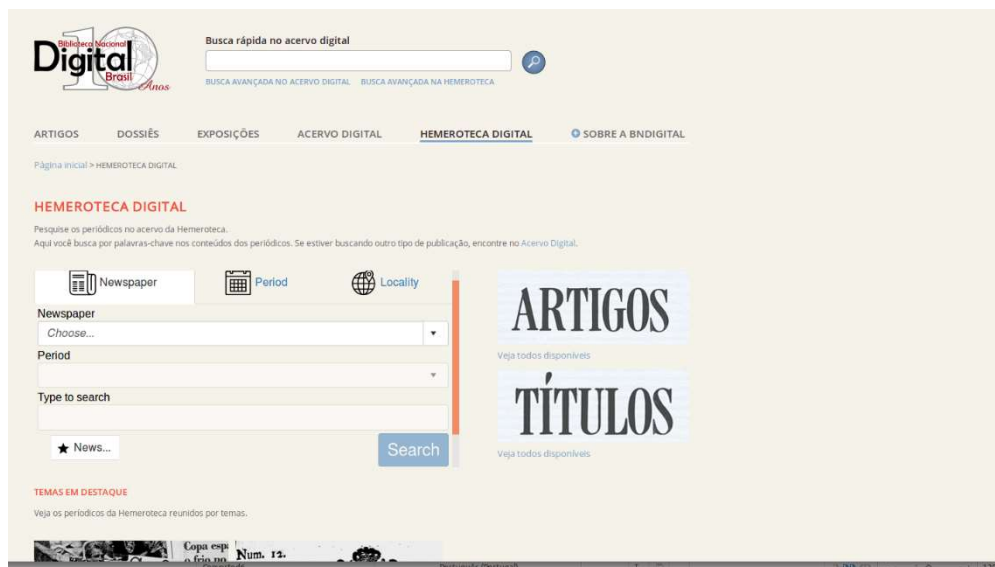 Biblioteca Nacional
Digital
Brasil
10
Anos
Busca rápida no acervo digital
BUSCA AVANÇADA NO ACERVO DIGITAL BUSCA AVANÇADA NA HEMEROTECA
ARTIGOS DOSSIÊS EXPOSIÇÕES ACERVO DIGITAL HEMEROTECA DIGITAL SOBRE A BNDIGITAL
Página inicial > HEMEROTECA DIGITAL
HEMEROTECA DIGITAL
Pesquise os periódicos no acervo da Hemeroteca.
Aqui você busca por palavras-chave nos conteúdos dos periódicos. Se estiver buscando outro tipo de publicação, encontre no Acervo Digital.
Newspaper Period Locality
Newspaper
Choose...
Period
Type to search
★ News...
Search
ARTIGOS
Veja todos disponíveis
TÍTULOS
Veja todos disponíveis
TEMAS EM DESTAQUE
Veja os periódicos da Hemeroteca reunidos por temas.
Copa
o frio no
Num. 12.